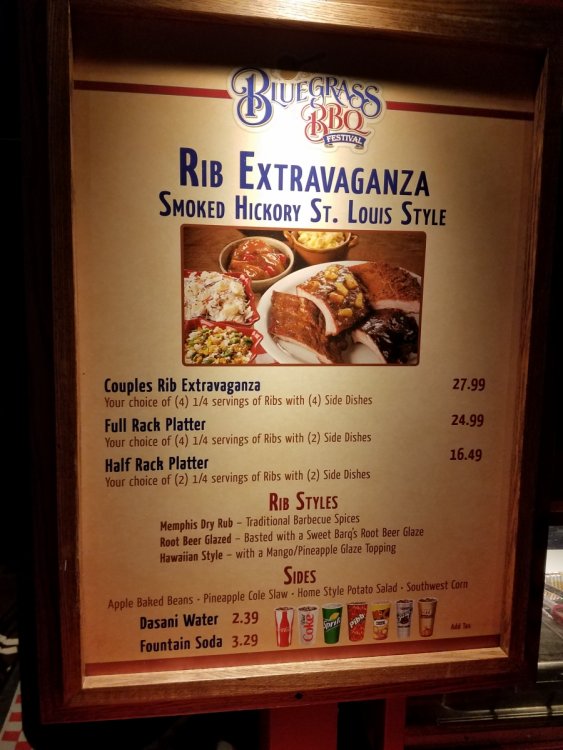 BLUEGRASS
& BBQ
FESTIVAL
RIB EXTRAVAGANZA
SMOKED HICKORY ST. LOUIS STYLE
Couples Rib Extravaganza 27.99
Your choice of (4) 1/4 servings of Ribs with (4) Side Dishes
Full Rack Platter 24.99
Your choice of (4) 1/4 servings of Ribs with (2) Side Dishes
Half Rack Platter 16.49
Your choice of (2) 1/4 servings of Ribs with (2) Side Dishes
RIB STYLES
Memphis Dry Rub – Traditional Barbecue Spices
Root Beer Glazed – Basted with a Sweet Barq's Root Beer Glaze
Hawaiian Style – with a Mango/Pineapple Glaze Topping
SIDES
Apple Baked Beans • Pineapple Cole Slaw • Home Style Potato Salad • Southwest Corn
Dasani Water 2.39
Fountain Soda 3.29
Coke
Sprite
Pibb
Add Tax